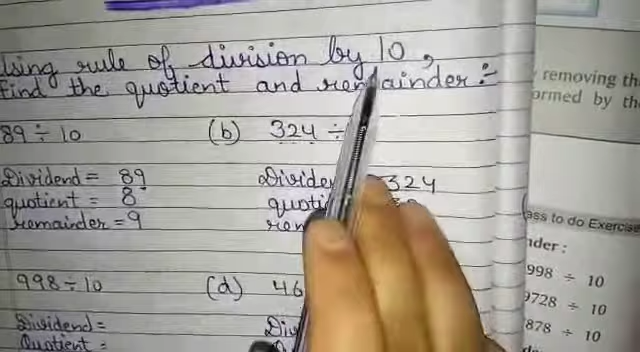 Using rule of division by 10,
Find the quotient and remainder :-
89 ÷ 10
(b) 324 ÷
Dividend = 89
quotient = 8
remainder = 9
324
998 ÷ 10
(d) 46
Dividend =
Quotient =
removing the
ormed by th
ass to do Exercise
nder :
998 ÷ 10
9728 ÷ 10
878 ÷ 10